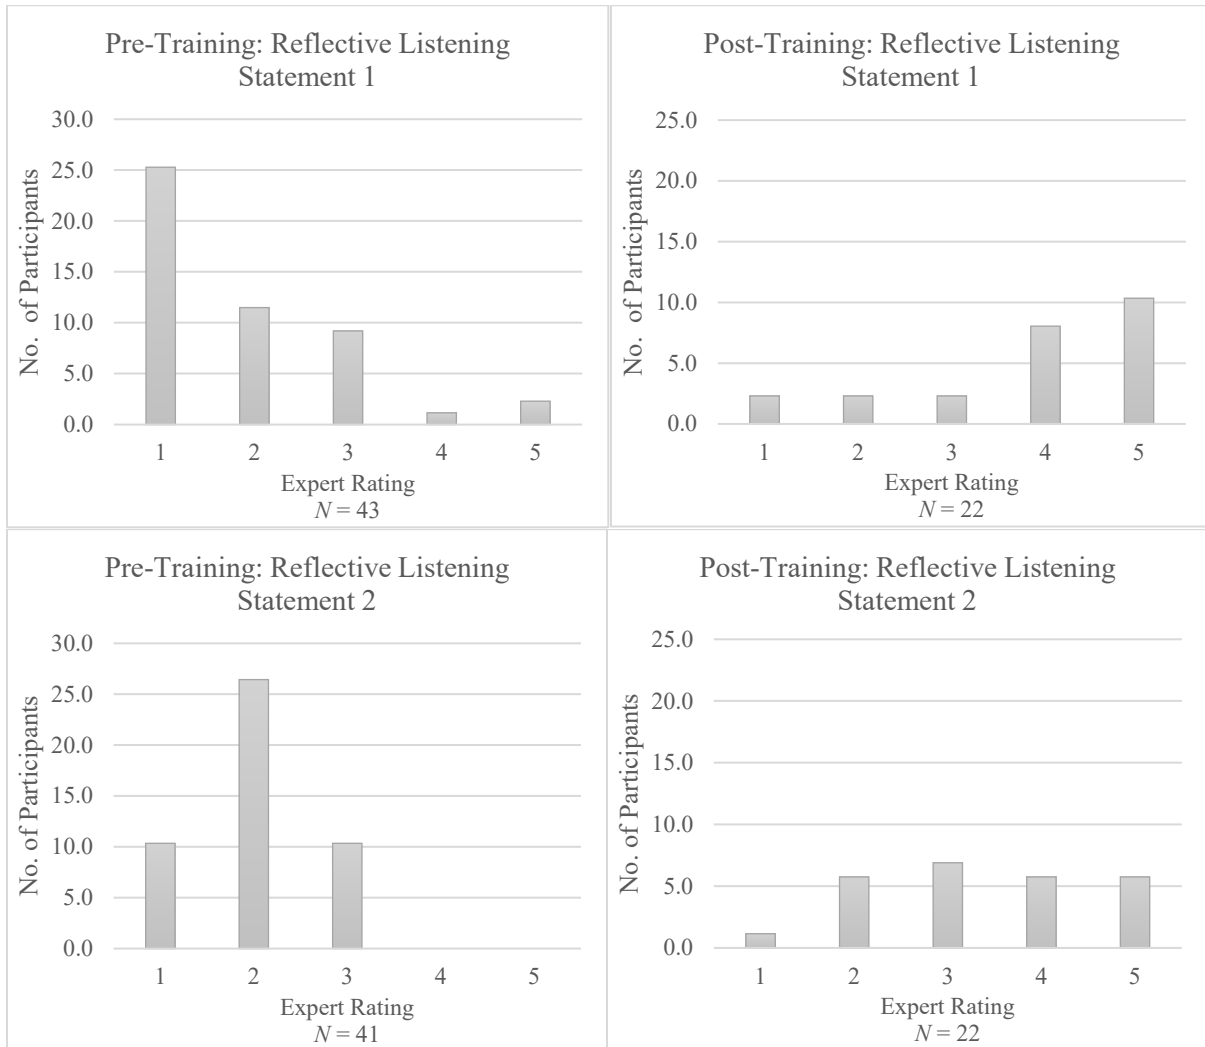 Pre-Training: Reflective Listening
Statement 1
30.0
25.0
20.0
15.0
10.0
5.0
0.0
No.  of Participants
1 2 3 4 5
Expert Rating
N = 43
Post-Training: Reflective Listening
Statement 1
25.0
20.0
15.0
10.0
5.0
0.0
No.  of Participants
1 2 3 4 5
Expert Rating
N = 22
Pre-Training: Reflective Listening
Statement 2
30.0
25.0
20.0
15.0
10.0
5.0
0.0
No. of Participants
1 2 3 4 5
Expert Rating
N = 41
Post-Training: Reflective Listening
Statement 2
25.0
20.0
15.0
10.0
5.0
0.0
No. of Participants
1 2 3 4 5
Expert Rating
N = 22